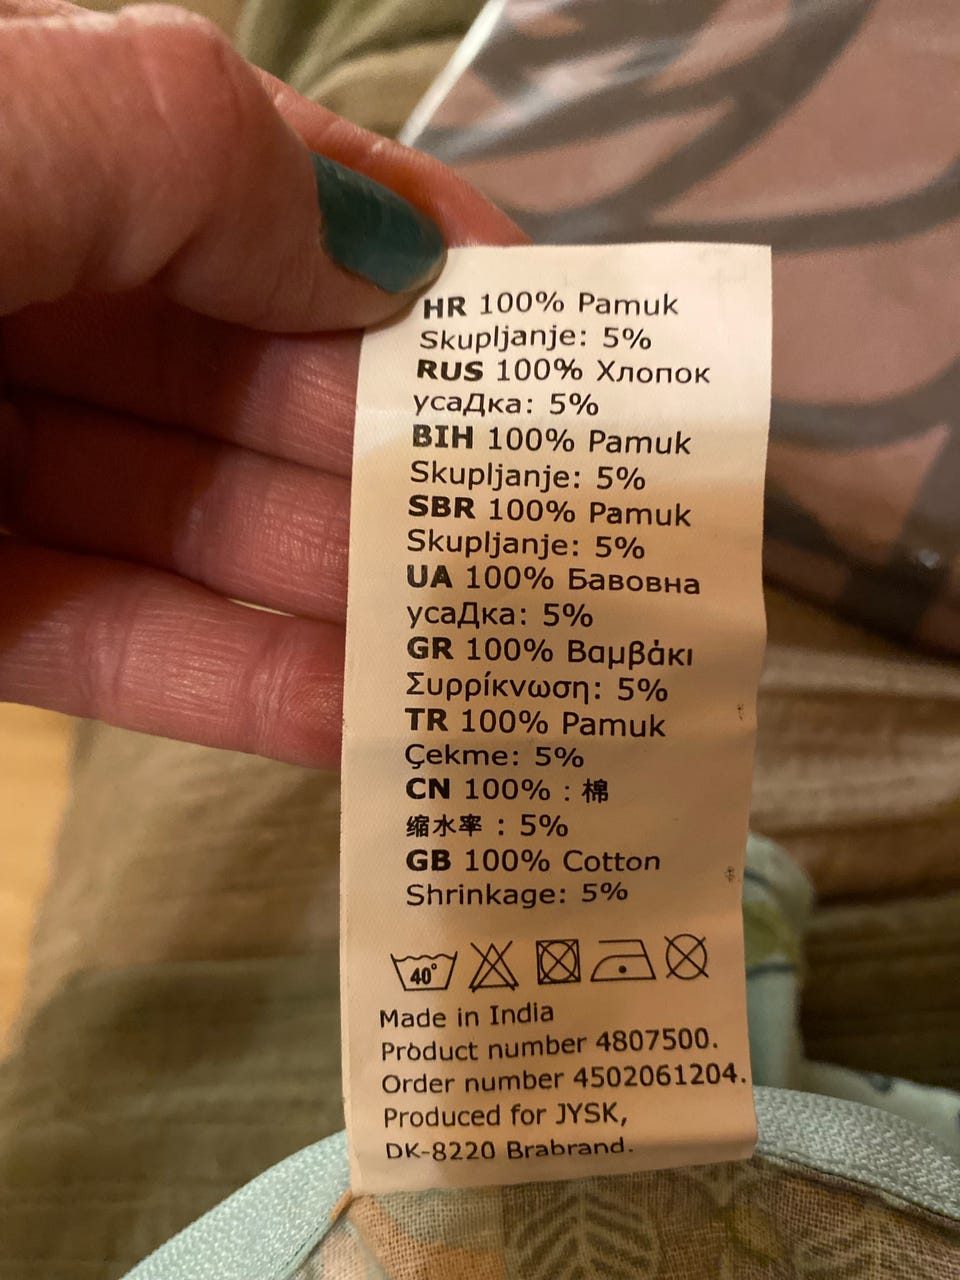 HR 100% Pamuk
Skupljanje: 5%
RUS 100% Хлопок
усаДка: 5%
BIH 100% Pamuk
Skupljanje: 5%
SBR 100% Pamuk
Skupljanje: 5%
UA 100% Бавовна
усаДка: 5%
GR 100% Βαμβάκι
Συρρίκνωση: 5%
TR 100% Pamuk
Çekme: 5%
CN 100% : 棉
缩水率 : 5%
GB 100% Cotton
Shrinkage: 5%
40°
Made in India
Product number 4807500.
Order number 4502061204.
Produced for JYSK,
DK-8220 Brabrand.